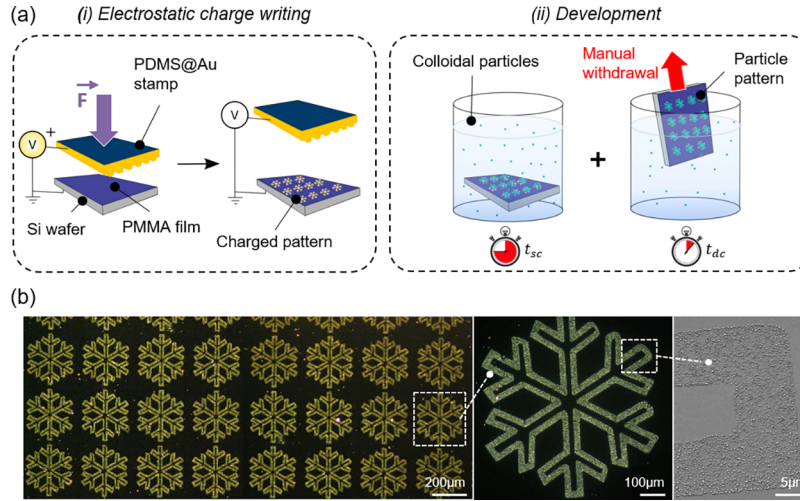 (a)
(i) Electrostatic charge writing
(ii) Development
PDMS@Au
stamp
F
V
+
V
Si wafer
PMMA film
Charged pattern
Colloidal particles
Manual
withdrawal
Particle
pattern
+
tsc
tdc
(b)
200μm
100μm
5μm